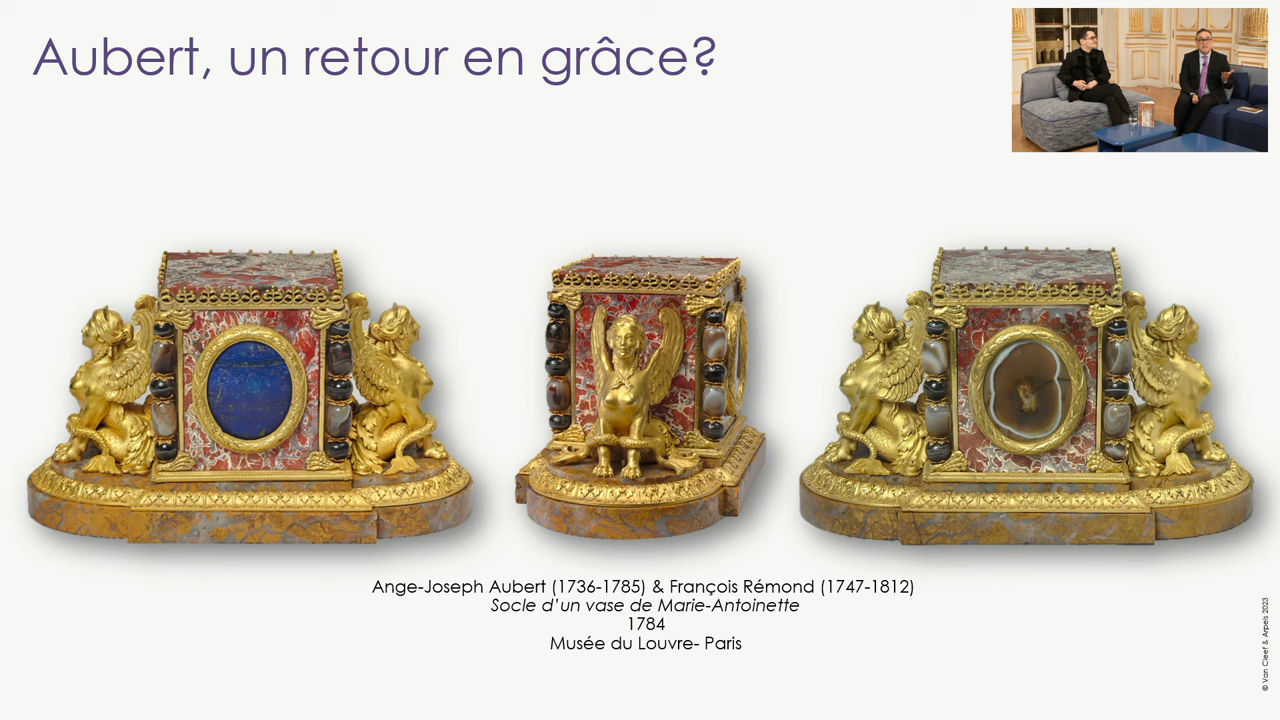 Aubert, un retour en grâce?
Ange-Joseph Aubert (1736-1785) & François Rémond (1747-1812)
Socle d'un vase de Marie-Antoinette
1784
Musée du Louvre- Paris
© Van Cleef & Arpels 2023